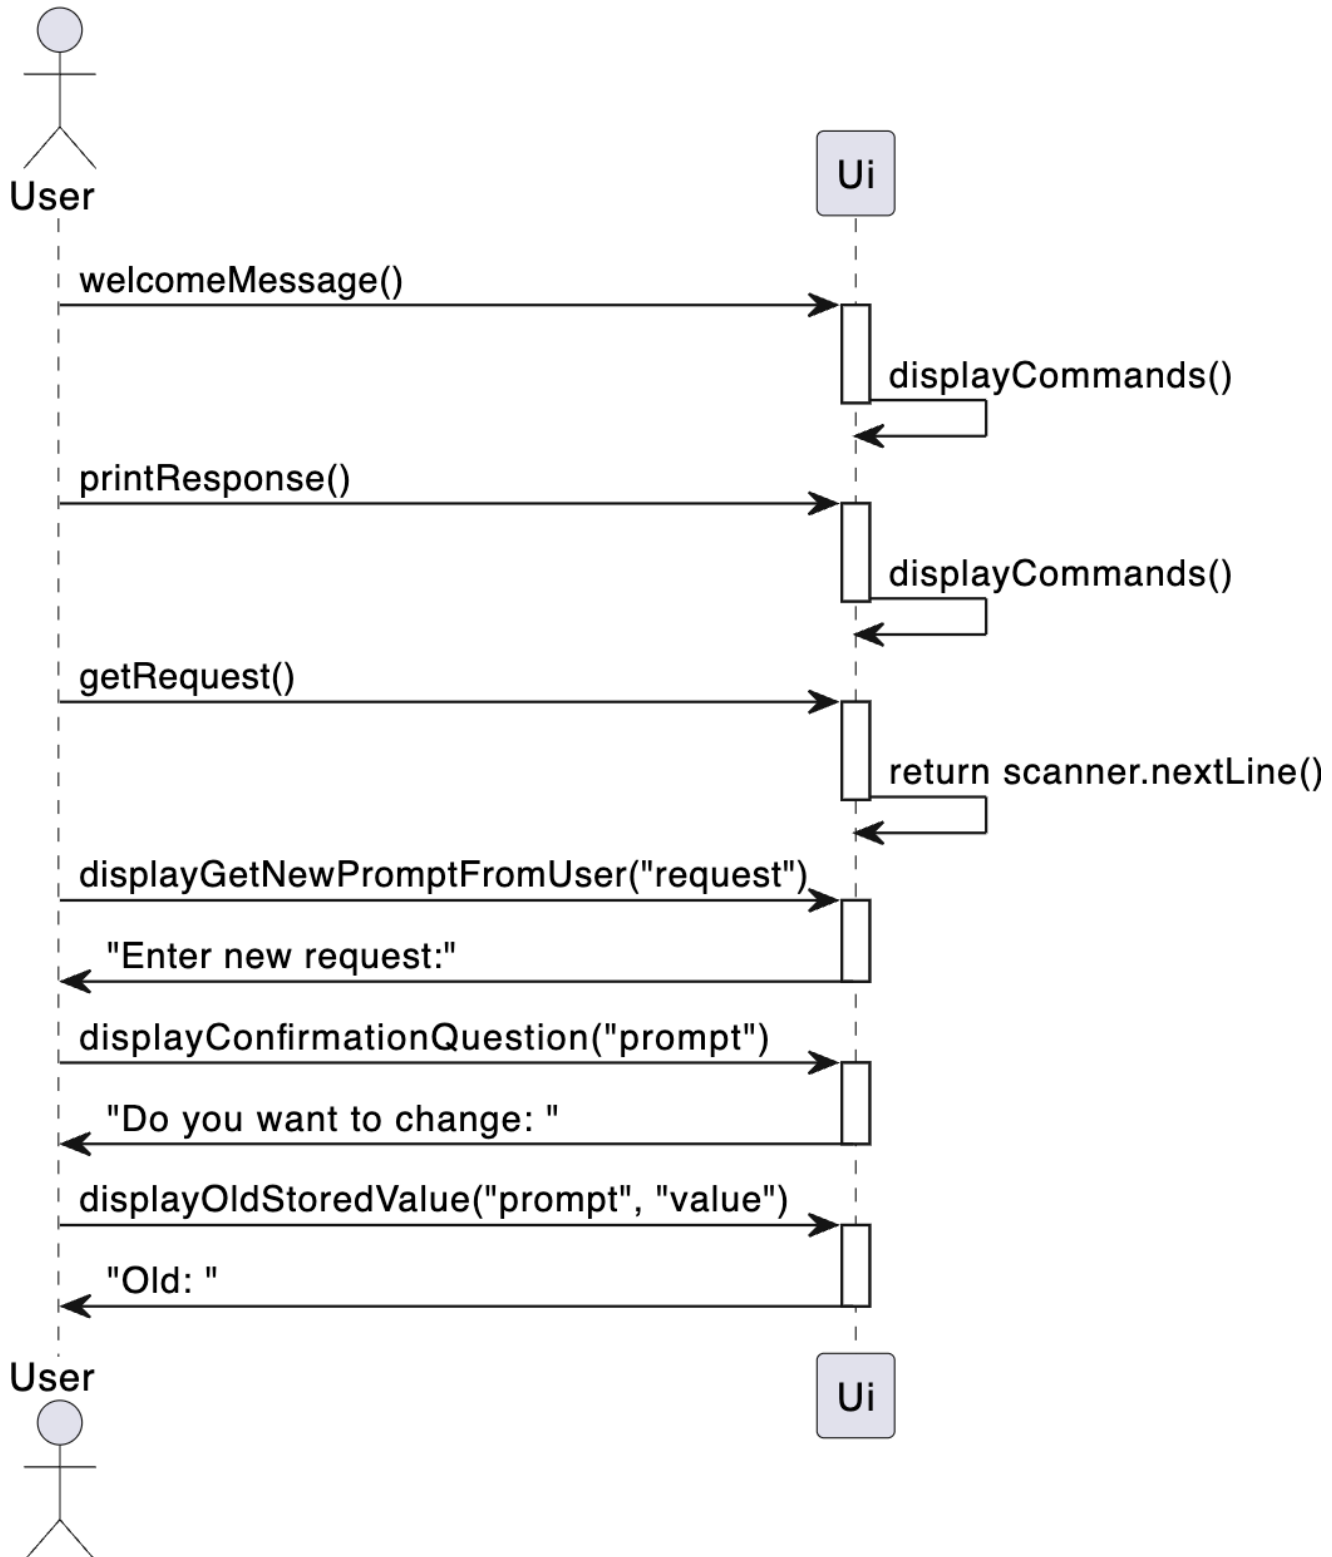 User
Ui
welcomeMessage()
displayCommands()
printResponse()
displayCommands()
getRequest()
return scanner.nextLine()
displayGetNewPromptFromUser("request")
"Enter new request:"
displayConfirmationQuestion("prompt")
"Do you want to change: "
displayOldStoredValue("prompt", "value")
"Old: "
User
Ui